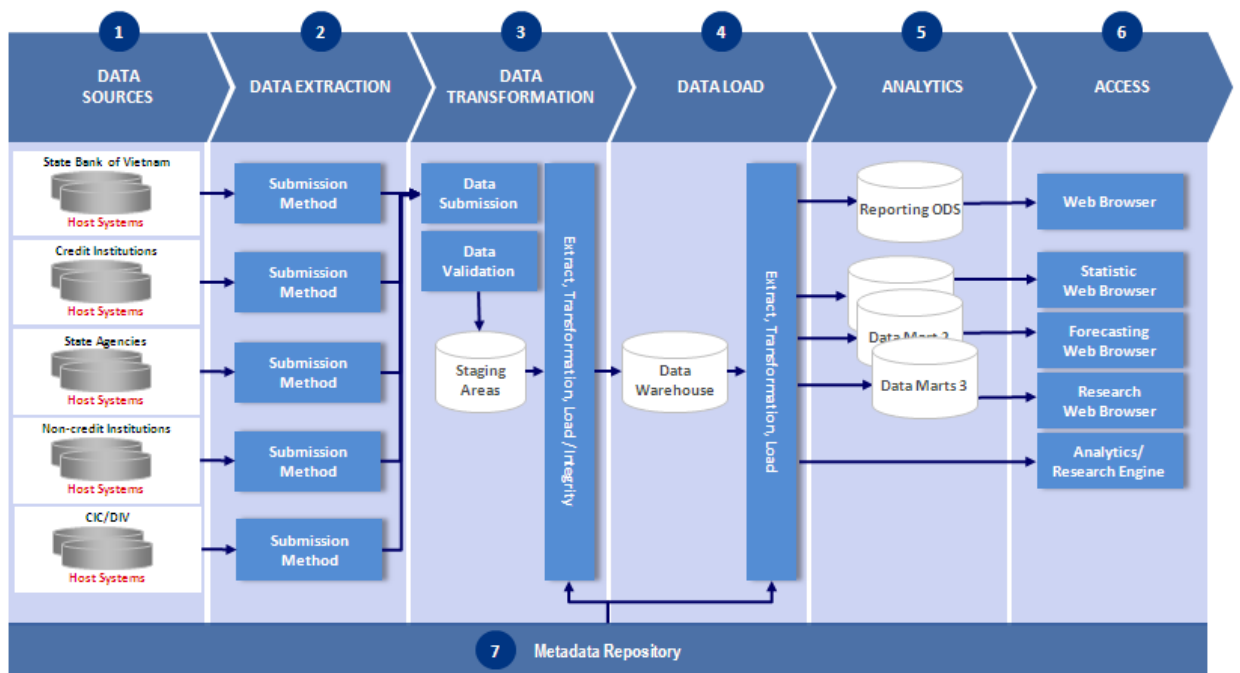 1
2
3
4
5
6
DATA
SOURCES
DATA EXTRACTION
DATA
TRANSFORMATION
DATA LOAD
ANALYTICS
ACCESS
State Bank of Vietnam
Host Systems
Credit Institutions
Host Systems
State Agencies
Host Systems
Non-credit Institutions
Host Systems
CIC/DIV
Host Systems
Submission
Method
Submission
Method
Submission
Method
Submission
Method
Submission
Method
Data
Submission
Data
Validation
Staging
Areas
Extract, Transformation, Load / Integrity
Data
Warehouse
Extract, Transformation, Load
Reporting ODS
Data Mart 2
Data Marts 3
Web Browser
Statistic
Web Browser
Forecasting
Web Browser
Research
Web Browser
Analytics/
Research Engine
7
Metadata Repository